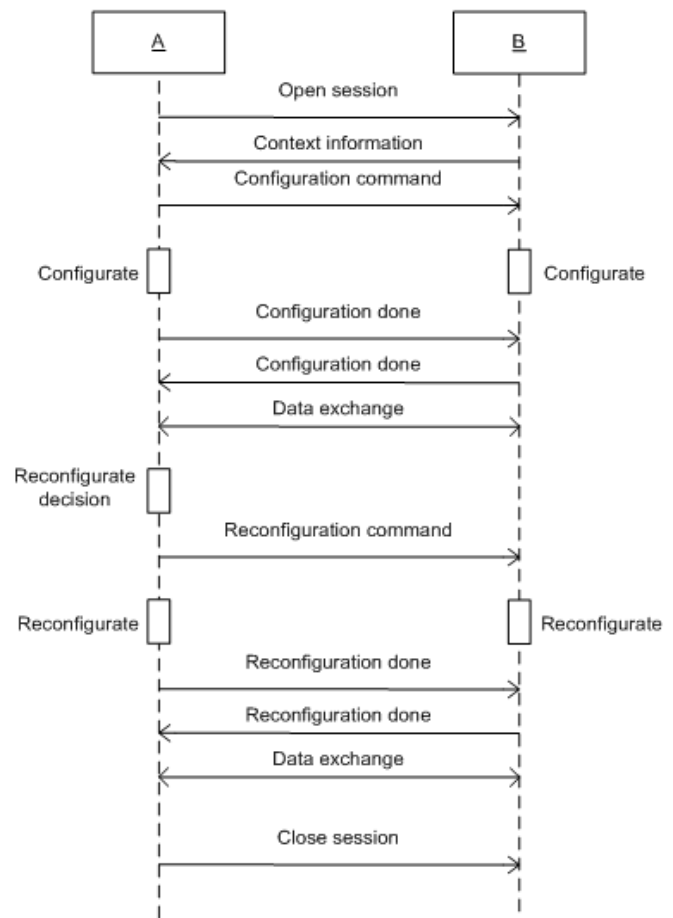 A
B
Open session
Context information
Configuration command
Configurate
Configurate
Configuration done
Configuration done
Data exchange
Reconfigurate
decision
Reconfiguration command
Reconfigurate
Reconfigurate
Reconfiguration done
Reconfiguration done
Data exchange
Close session